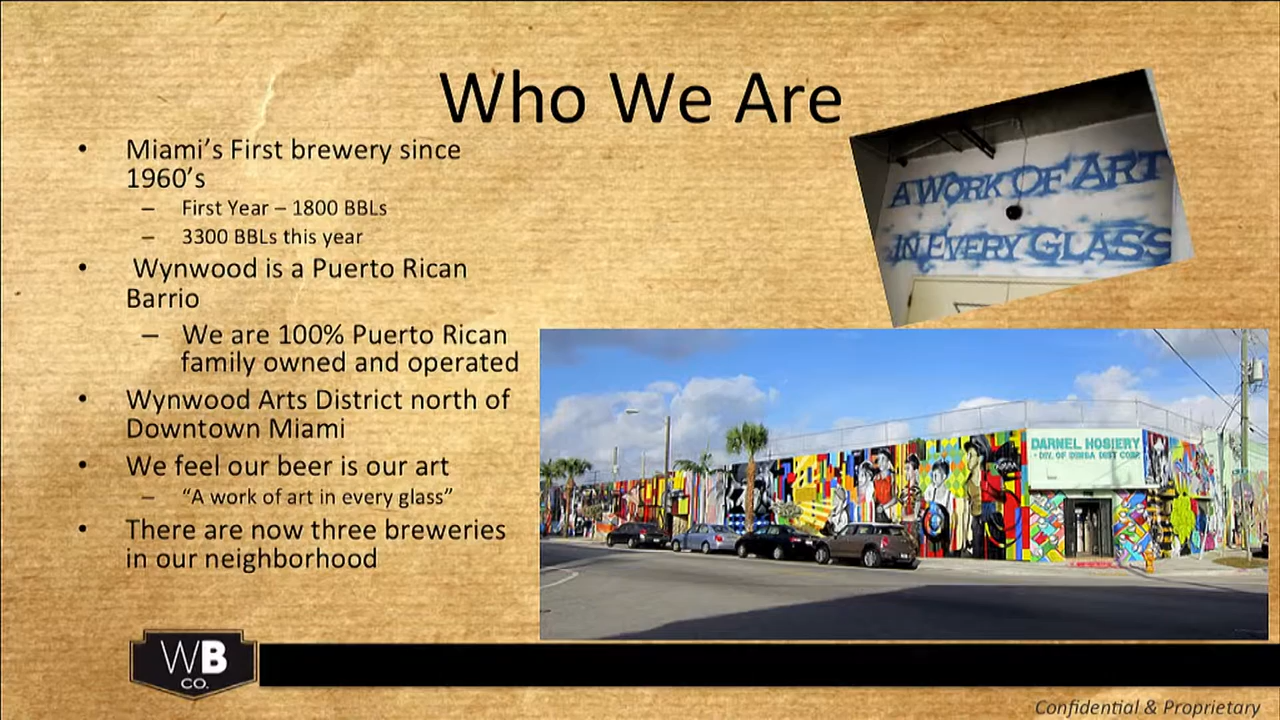 Who We Are
• Miami’s First brewery since
1960’s
– First Year – 1800 BBLs
– 3300 BBLs this year
• Wynwood is a Puerto Rican
Barrio
– We are 100% Puerto Rican
family owned and operated
• Wynwood Arts District north of
Downtown Miami
• We feel our beer is our art
– “A work of art in every glass”
• There are now three breweries
in our neighborhood
A WORK OF ART
IN EVERY GLASS
DARNEL HOSIERY
WB
CO.
Confidential & Proprietary